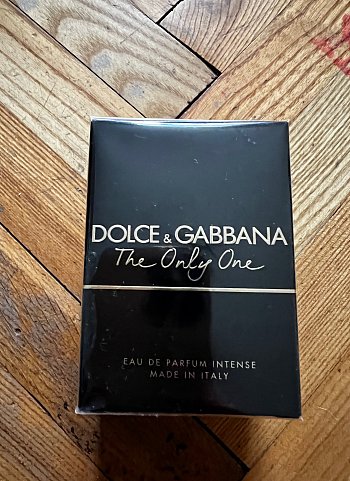 DOLCE & GABBANA
The Only One
EAU DE PARFUM INTENSE
MADE IN ITALY